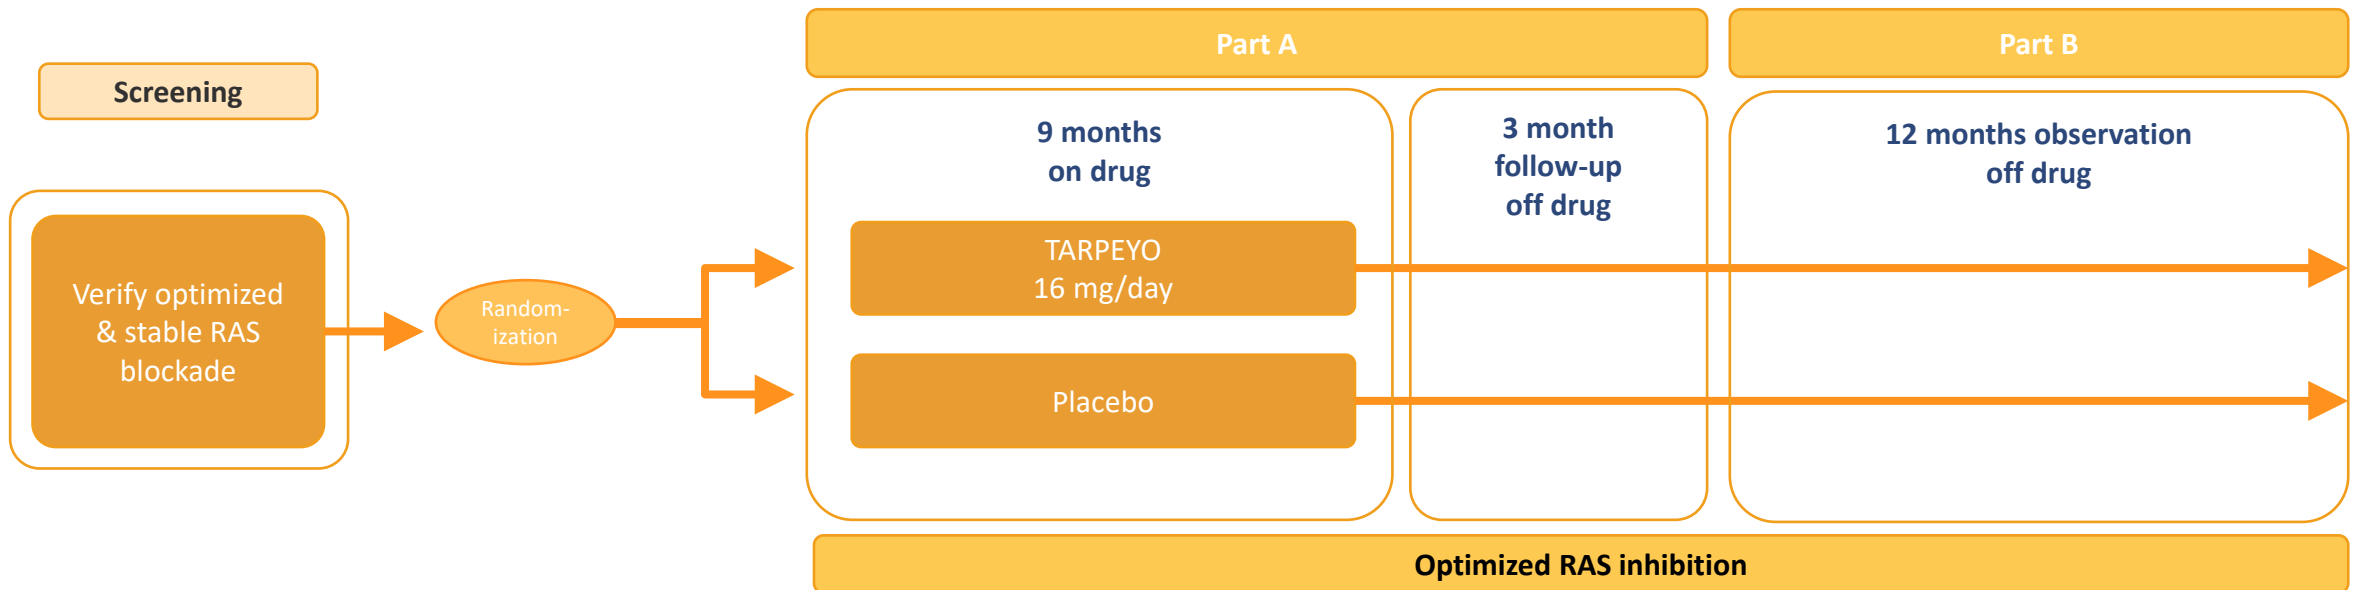 Screening
Verify optimized
& stable RAS
blockade
Random-
ization
Part A
9 months
on drug
TARPEYO
16 mg/day
Placebo
3 month
follow-up
off drug
Part B
12 months observation
off drug
Optimized RAS inhibition